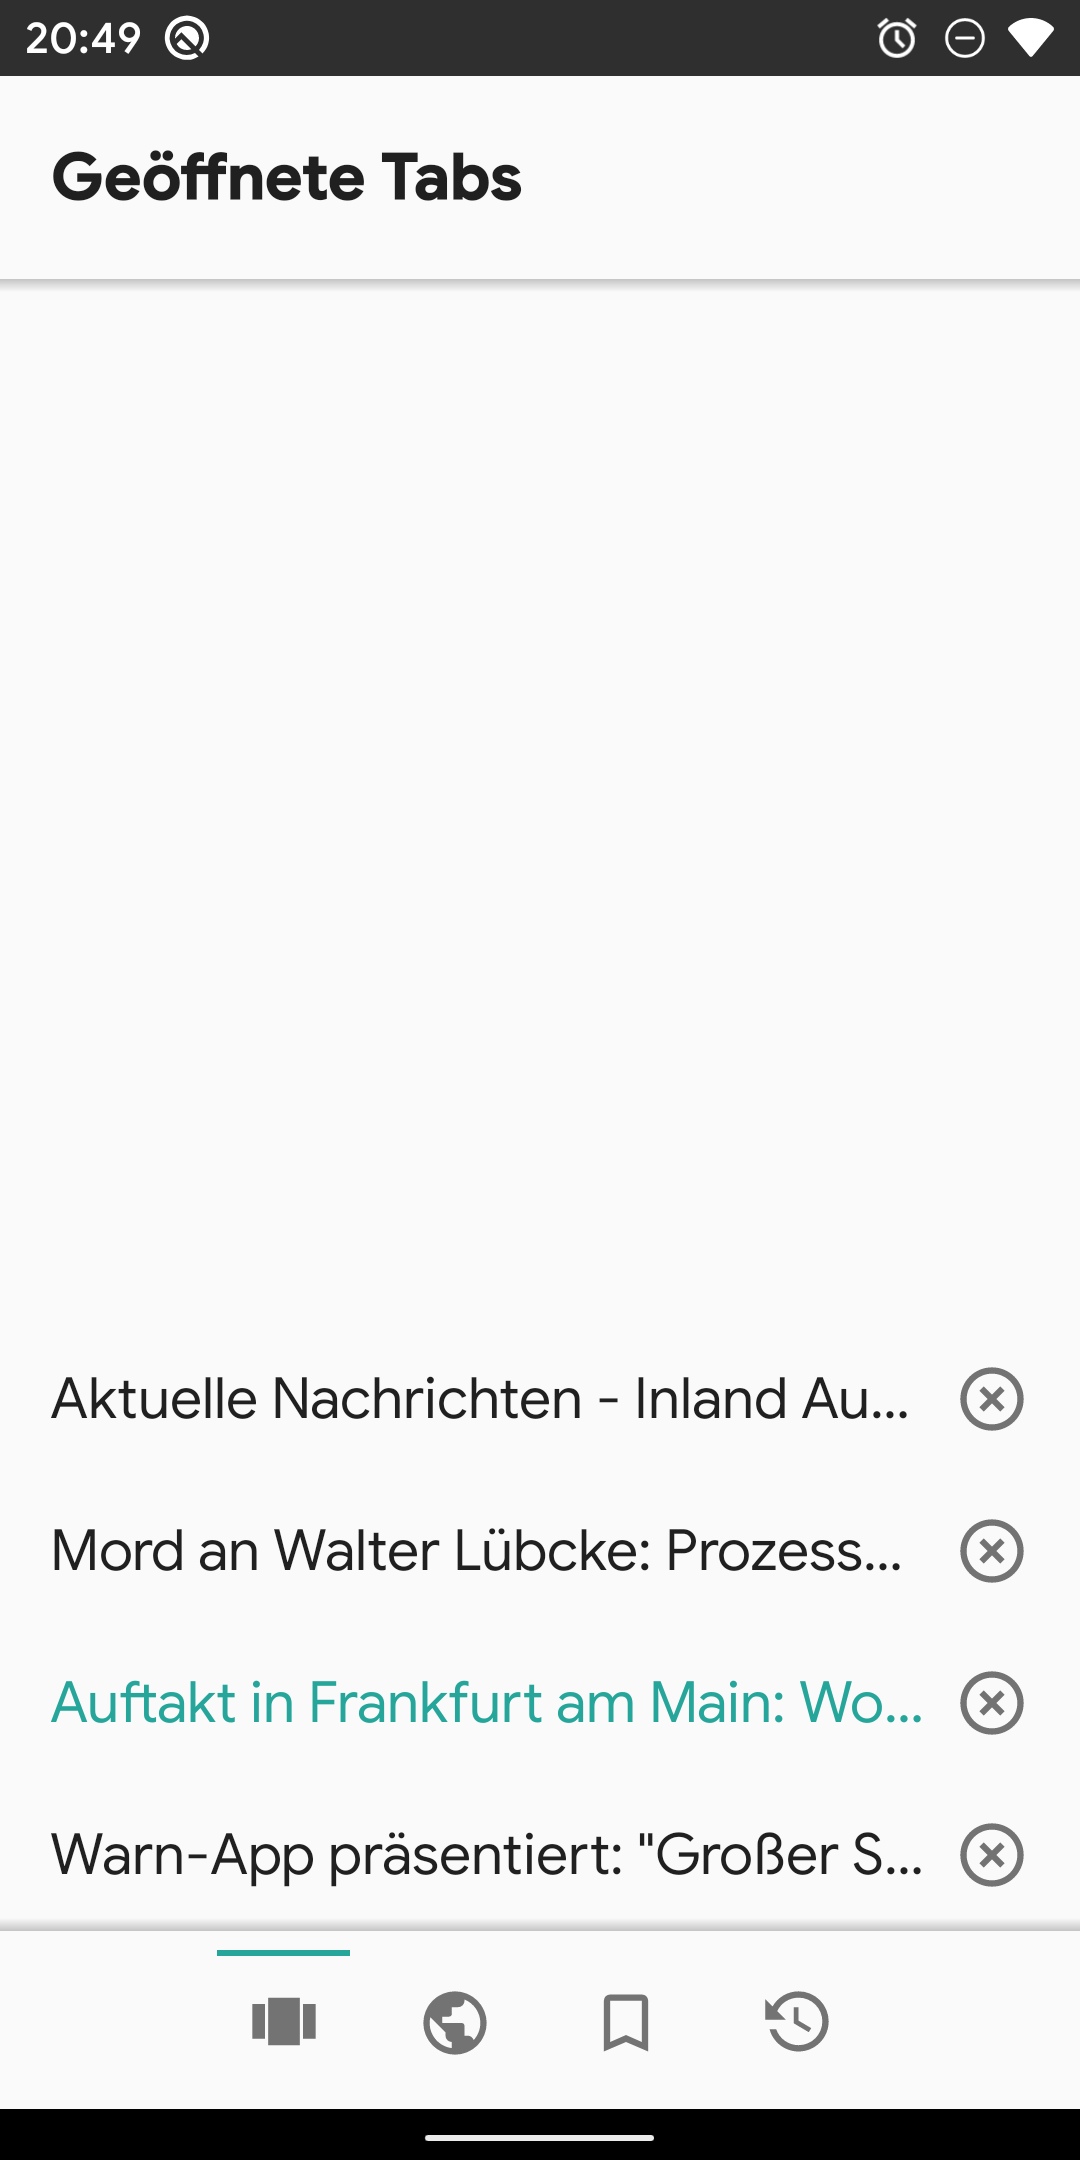 20:49
Geöffnete Tabs
Aktuelle Nachrichten - Inland Au...
Mord an Walter Lübcke: Prozess...
Auftakt in Frankfurt am Main: Wo...
Warn-App präsentiert: "Großer S...